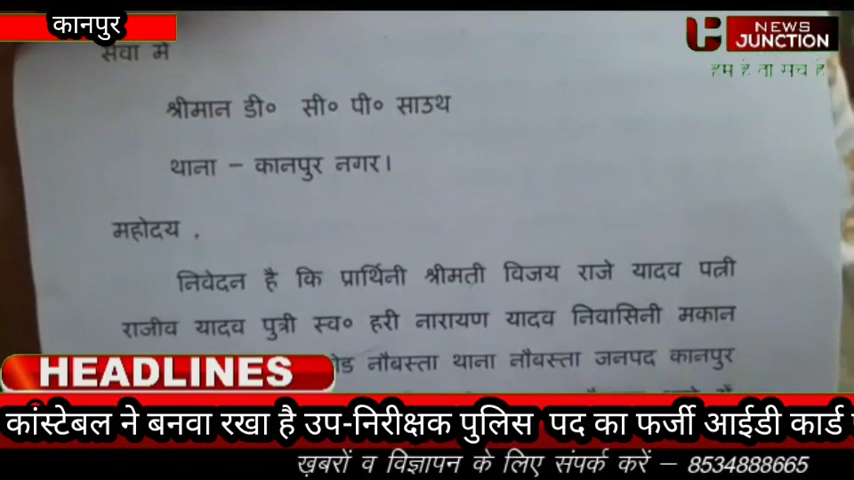 कानपुर
NEWS
JUNCTION
सेवा में
श्रीमान डी० सी० पी० साउथ
थाना – कानपुर नगर।
महोदय ,
निवेदन है कि प्रार्थिनी श्रीमती विजय राजे यादव पत्नी
राजीव यादव पुत्री स्व० हरी नारायण यादव निवासिनी मकान
नौबस्ता थाना नौबस्ता जनपद कानपुर
HEADLINES
कांस्टेबल ने बनवा रखा है उप-निरीक्षक पुलिस पद का फर्जी आईडी कार्ड
ख़बरों व विज्ञापन के लिए संपर्क करें – 8534888665